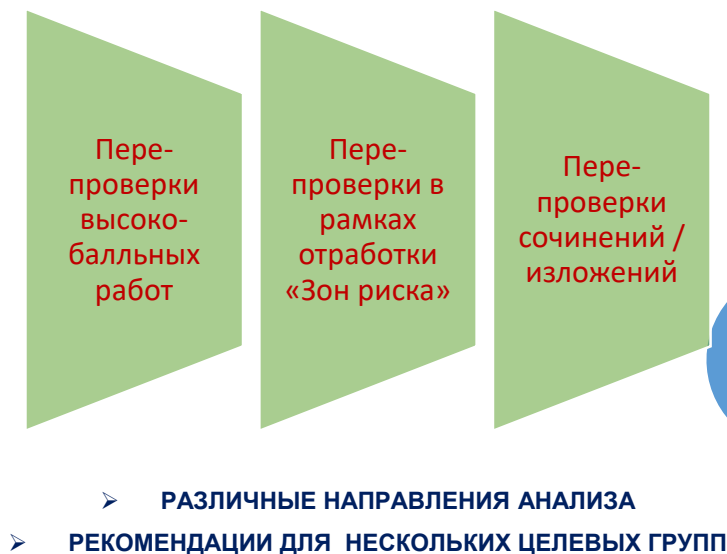 Пере-
проверки
высоко-
балльных
работ
Пере-
проверки в
рамках
отработки
«Зон риска»
Пере-
проверки
сочинений /
изложений
➢ РАЗЛИЧНЫЕ НАПРАВЛЕНИЯ АНАЛИЗА
➢ РЕКОМЕНДАЦИИ ДЛЯ НЕСКОЛЬКИХ ЦЕЛЕВЫХ ГРУПП